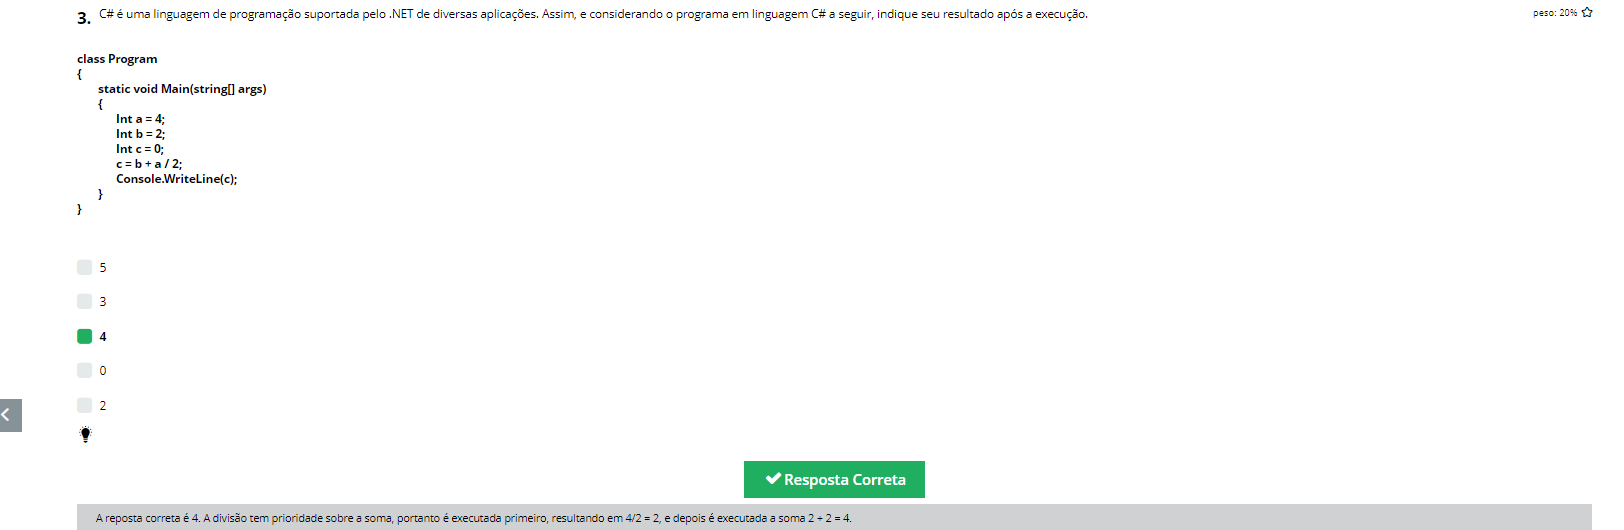 3. C# é uma linguagem de programação suportada pelo .NET de diversas aplicações. Assim, e considerando o programa em linguagem C# a seguir, indique seu resultado após a execução.
peso: 20%
class Program
{
static void Main(string[] args)
{
Int a = 4;
Int b = 2;
Int c = 0;
c = b + a / 2;
Console.WriteLine(c);
}
}
5
3
4
0
2
Resposta Correta
A reposta correta é 4. A divisão tem prioridade sobre a soma, portanto é executada primeiro, resultando em 4/2 = 2, e depois é executada a soma 2 + 2 = 4.